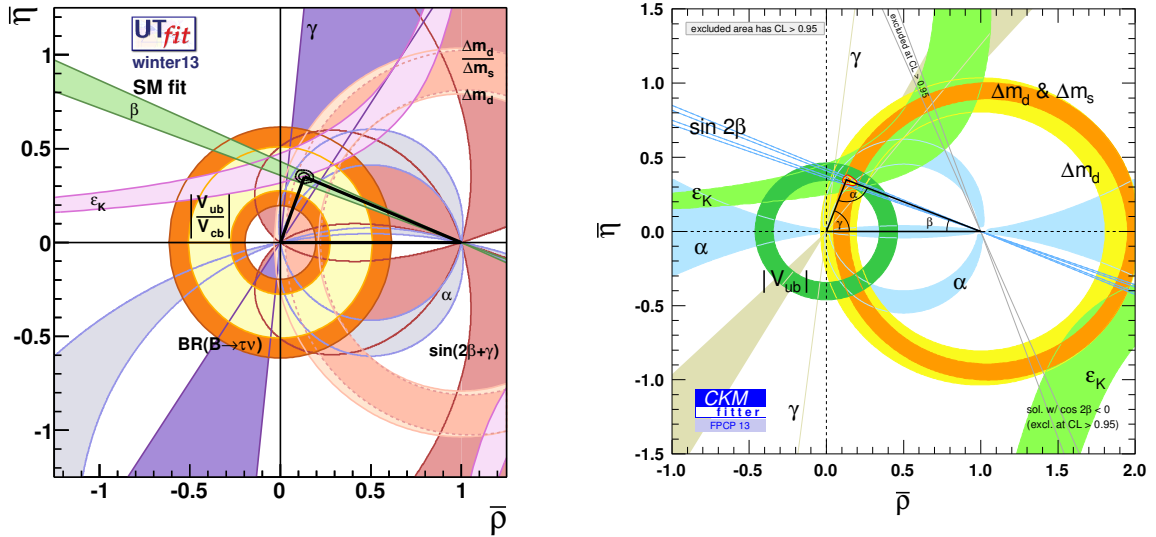 η̅
UTfit
winter13
SM fit
γ
Δm_d
Δm_s
Δm_d
β
ε_K
|V_ub
V_cb|
α
BR(B→τν)
sin(2β+γ)
1
0.5
0
-0.5
-1
-1
-0.5
0
0.5
1
ρ̅
η̅
excluded area has CL > 0.95
excluded at CL > 0.95
γ
Δm_d & Δm_s
sin 2β
Δm_d
ε_K
α
α
γ
β
|V_ub|
α
ε_K
γ
CKM
fitter
FPCP 13
sol. w/ cos 2β < 0
(excl. at CL > 0.95)
1.5
1.0
0.5
0.0
-0.5
-1.0
-1.5
-1.0
-0.5
0.0
0.5
1.0
1.5
2.0
ρ̅